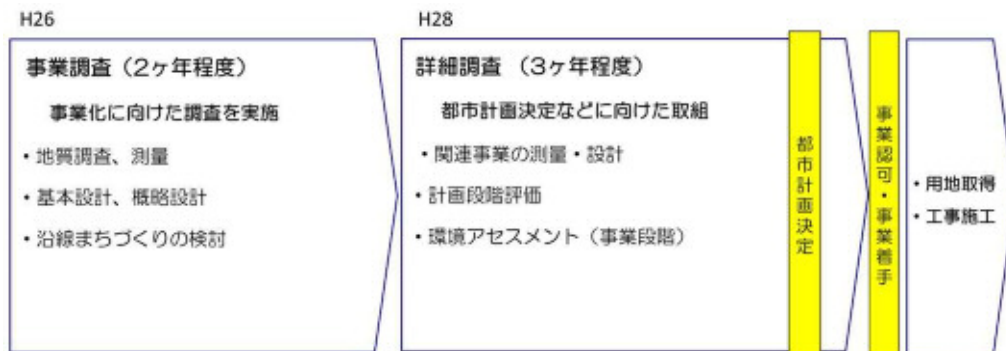 H26
事業調査（2ヶ年程度）
事業化に向けた調査を実施
・地質調査、測量
・基本設計、概略設計
・沿線まちづくりの検討
H28
詳細調査 （3ヶ年程度）
都市計画決定などに向けた取組
・関連事業の測量・設計
・計画段階評価
・環境アセスメント（事業段階）
都市計画決定
事業認可・事業着手
・用地取得
・工事施工